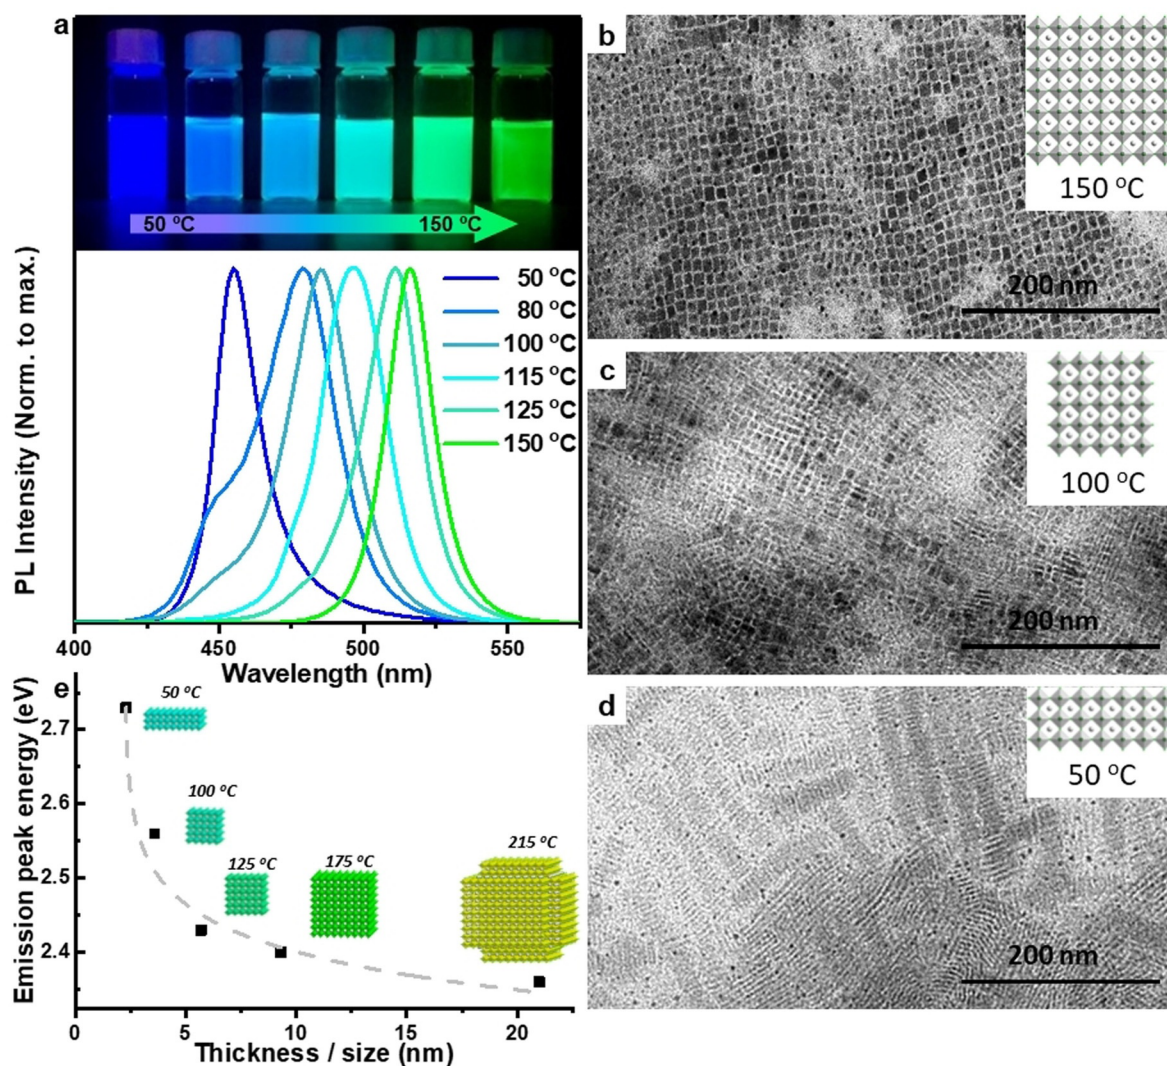 a
50 °C
150 °C
PL Intensity (Norm. to max.)
50 °C
80 °C
100 °C
115 °C
125 °C
150 °C
400
450
500
550
Wavelength (nm)
e
Emission peak energy (eV)
2.7
2.6
2.5
2.4
50 °C
100 °C
125 °C
175 °C
215 °C
0
5
10
15
20
Thickness / size (nm)
b
150 °C
200 nm
c
100 °C
200 nm
d
50 °C
200 nm